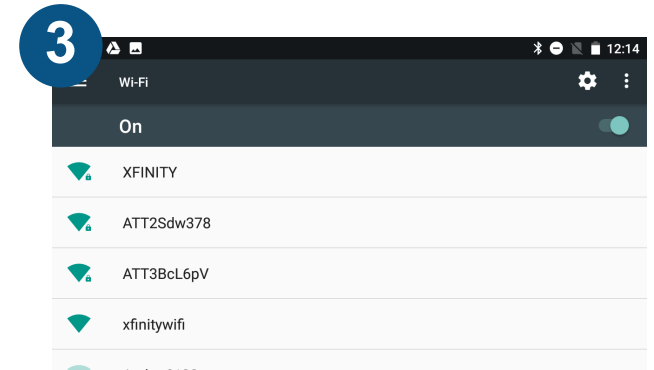 3
12:14
Wi-Fi
On
XFINITY
ATT2Sdw378
ATT3BcL6pV
xfinitywifi